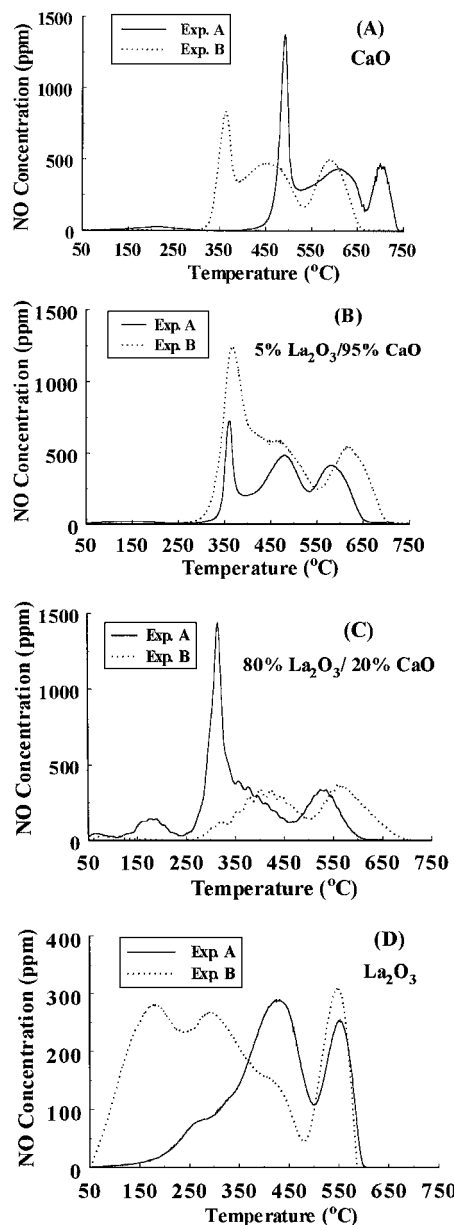 1500
Exp. A
Exp. B
(A)
CaO
1000
500
0
50 150 250 350 450 550 650 750
NO Concentration (ppm)
Temperature (°C)
1500
Exp. A
Exp. B
(B)
5% La₂O₃/95% CaO
1000
500
0
50 150 250 350 450 550 650 750
NO Concentration (ppm)
Temperature (°C)
1500
Exp. A
Exp. B
(C)
80% La₂O₃/ 20% CaO
1000
500
0
50 150 250 350 450 550 650 750
NO Concentration (ppm)
Temperature (°C)
400
Exp. A
Exp. B
(D)
La₂O₃
300
200
100
0
50 150 250 350 450 550 650 750
NO Concentration (ppm)
Temperature (°C)